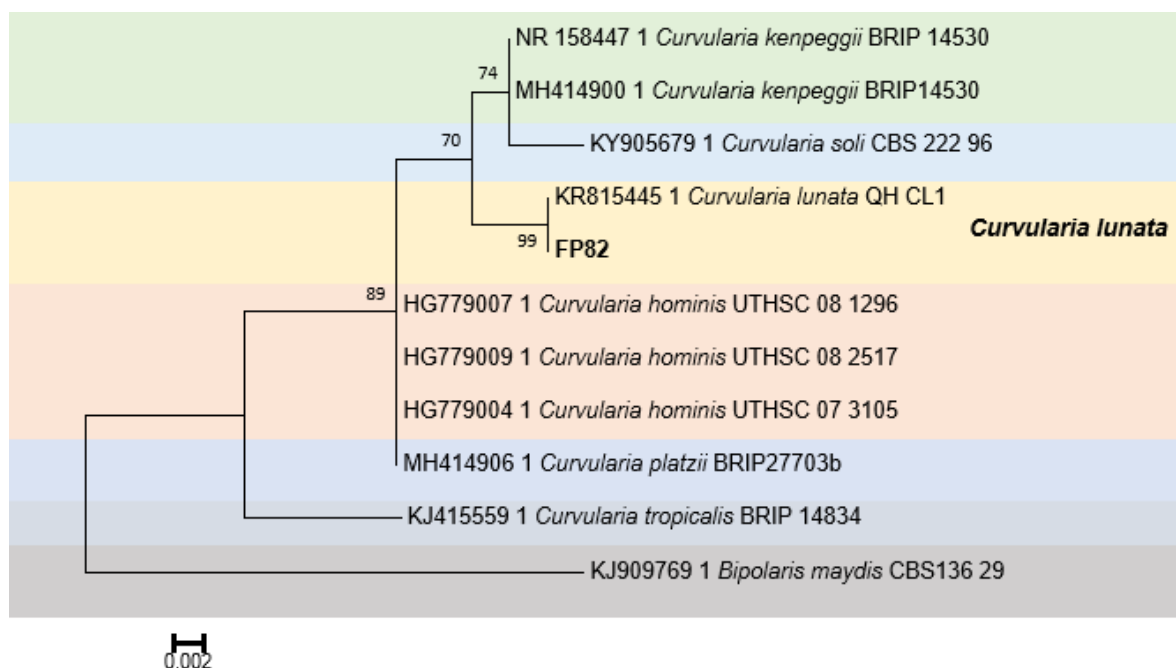 NR 158447 1 Curvularia kenpeggii BRIP 14530
74
MH414900 1 Curvularia kenpeggii BRIP14530
70
KY905679 1 Curvularia soli CBS 222 96
KR815445 1 Curvularia lunata QH CL1
Curvularia lunata
99
FP82
89
HG779007 1 Curvularia hominis UTHSC 08 1296
HG779009 1 Curvularia hominis UTHSC 08 2517
HG779004 1 Curvularia hominis UTHSC 07 3105
MH414906 1 Curvularia platzii BRIP27703b
KJ415559 1 Curvularia tropicalis BRIP 14834
KJ909769 1 Bipolaris maydis CBS136 29
0.002